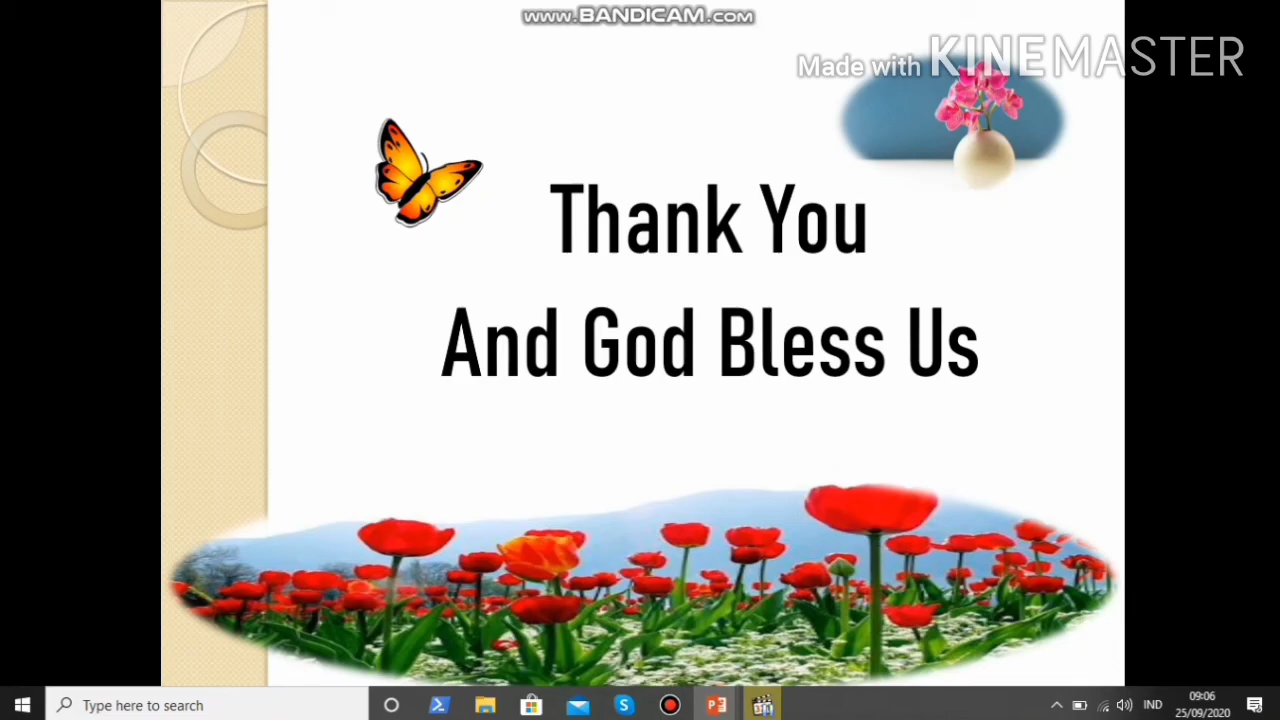 www.BANDICAM.com
Made with KINEMASTER
Thank You
And God Bless Us
Type here to search
IND
09:06
25/09/2020